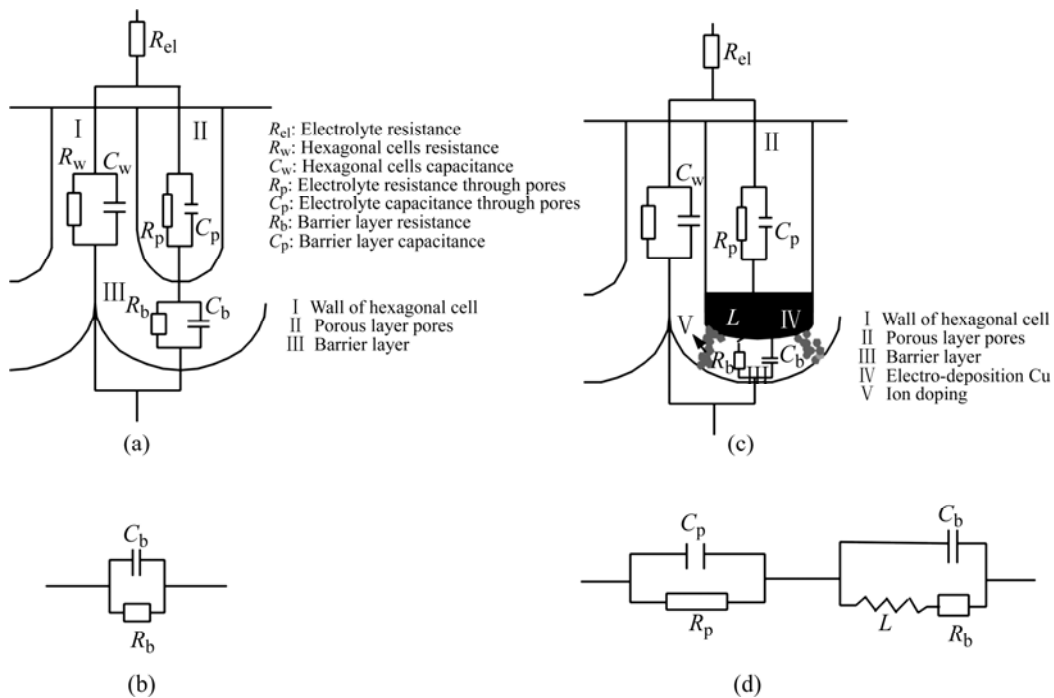 R_el
I
II
R_w
C_w
R_p
C_p
III
R_b
C_b
R_el: Electrolyte resistance
R_w: Hexagonal cells resistance
C_w: Hexagonal cells capacitance
R_p: Electrolyte resistance through pores
C_p: Electrolyte capacitance through pores
R_b: Barrier layer resistance
C_p: Barrier layer capacitance
I Wall of hexagonal cell
II Porous layer pores
III Barrier layer
(a)
R_el
II
C_w
R_p
C_p
L
IV
V
R_b
C_b
III
I Wall of hexagonal cell
II Porous layer pores
III Barrier layer
IV Electro-deposition Cu
V Ion doping
(c)
C_b
R_b
(b)
C_p
R_p
C_b
L
R_b
(d)